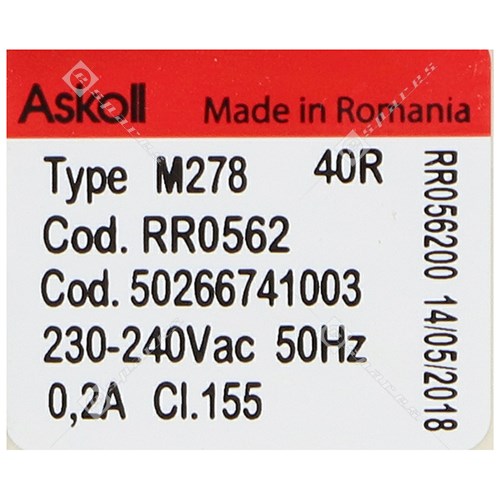 Askoll Made in Romania
Type M278 40R
Cod. RR0562
Cod. 50266741003
230-240Vac 50Hz
0,2A Cl.155
RR056200 14/05/2018